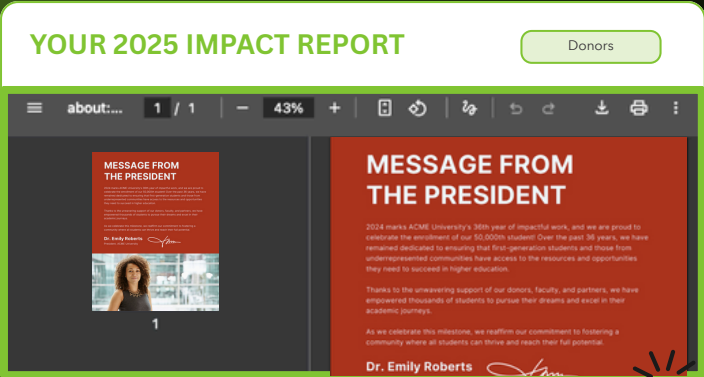 YOUR 2025 IMPACT REPORT
Donors
about:...
1 / 1
43%
MESSAGE FROM
THE PRESIDENT
Dr. Emily Roberts
1
MESSAGE FROM
THE PRESIDENT
2024 marks ACME University's 36th year of impactful work, and we are proud to
celebrate the enrollment of our 50,000th student! Over the past 36 years, we have
remained dedicated to ensuring that first-generation students and those from
underrepresented communities have access to the resources and opportunities
they need to succeed in higher education.
Thanks to the unwavering support of our donors, faculty, and partners, we have
empowered thousands of students to pursue their dreams and excel in their
academic journeys.
As we celebrate this milestone, we reaffirm our commitment to fostering a
community where all students can thrive and reach their full potential.
Dr. Emily Roberts